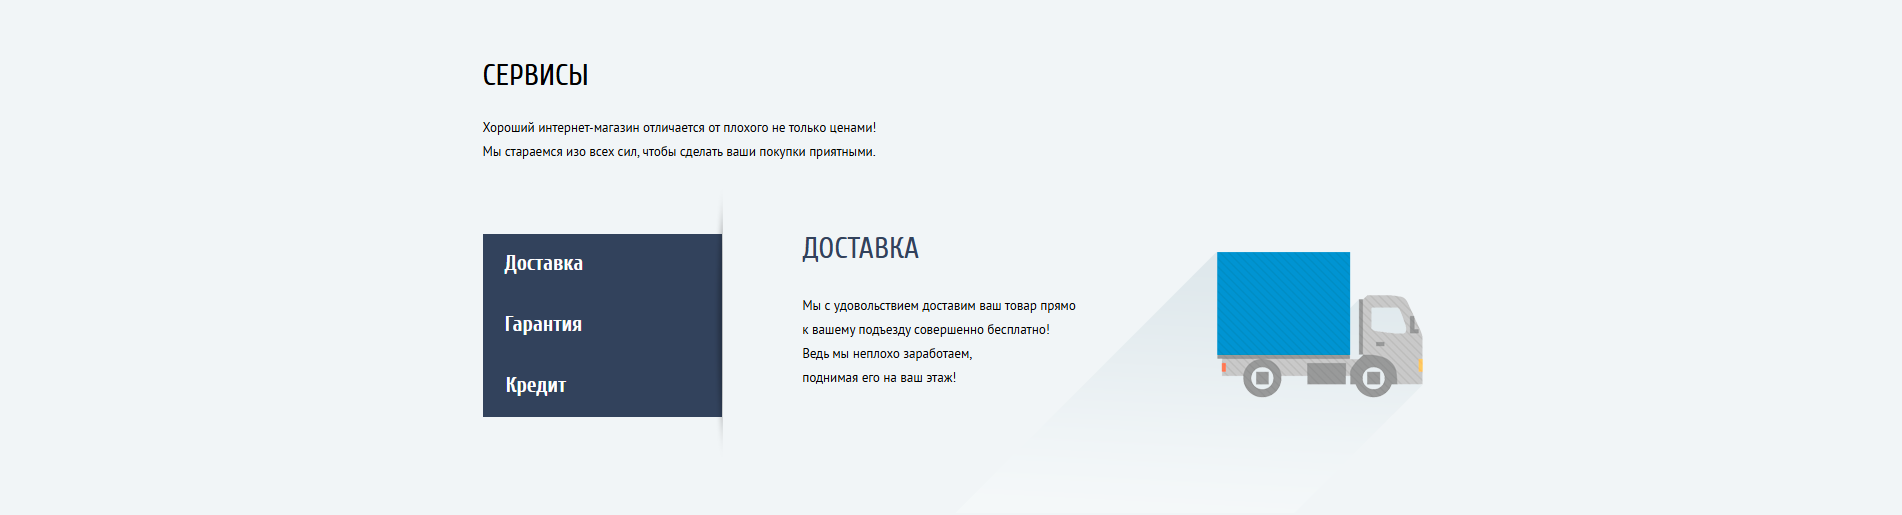 СЕРВИСЫ
Хороший интернет-магазин отличается от плохого не только ценами!
Мы стараемся изо всех сил, чтобы сделать ваши покупки приятными.
Доставка
Гарантия
Кредит
ДОСТАВКА
Мы с удовольствием доставим ваш товар прямо
к вашему подъезду совершенно бесплатно!
Ведь мы неплохо заработаем,
поднимая его на ваш этаж!